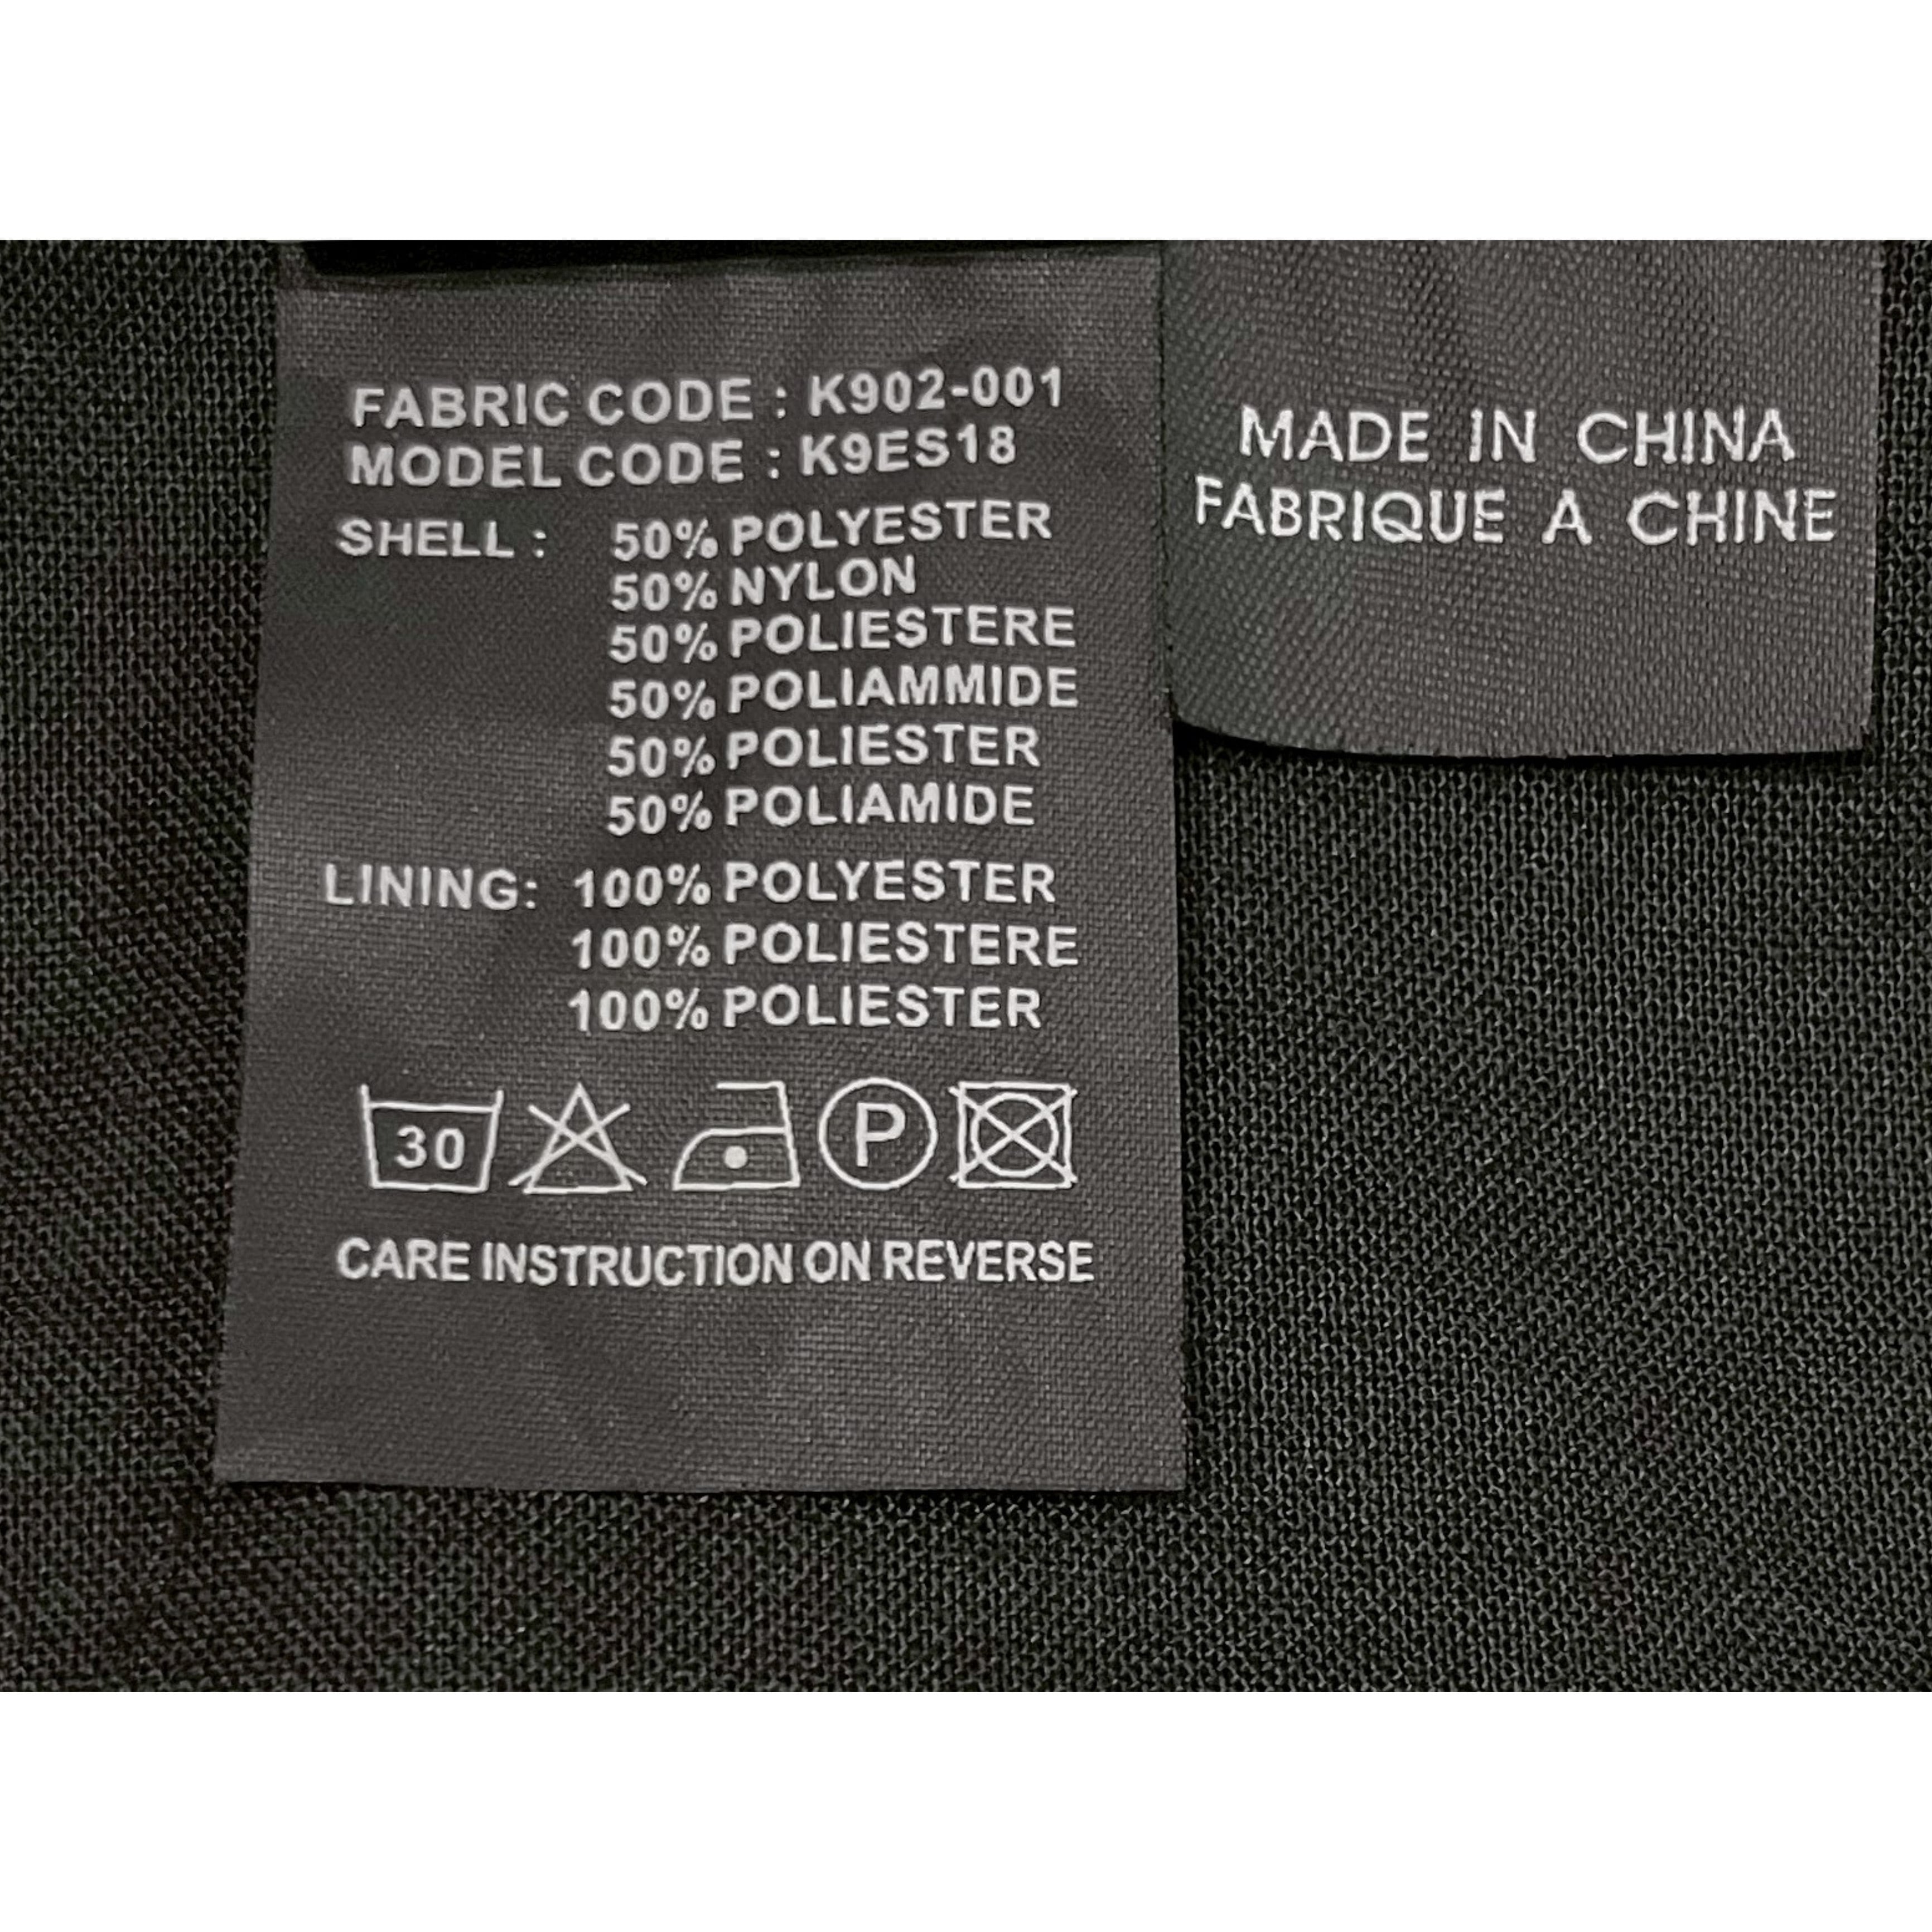 FABRIC CODE : K902-001
MODEL CODE : K9ES18
SHELL : 50% POLYESTER
50% NYLON
50% POLIESTERE
50% POLIAMMIDE
50% POLIESTER
50% POLIAMIDE
LINING: 100% POLYESTER
100% POLIESTERE
100% POLIESTER
30 P
CARE INSTRUCTION ON REVERSE
MADE IN CHINA
FABRIQUE A CHINE